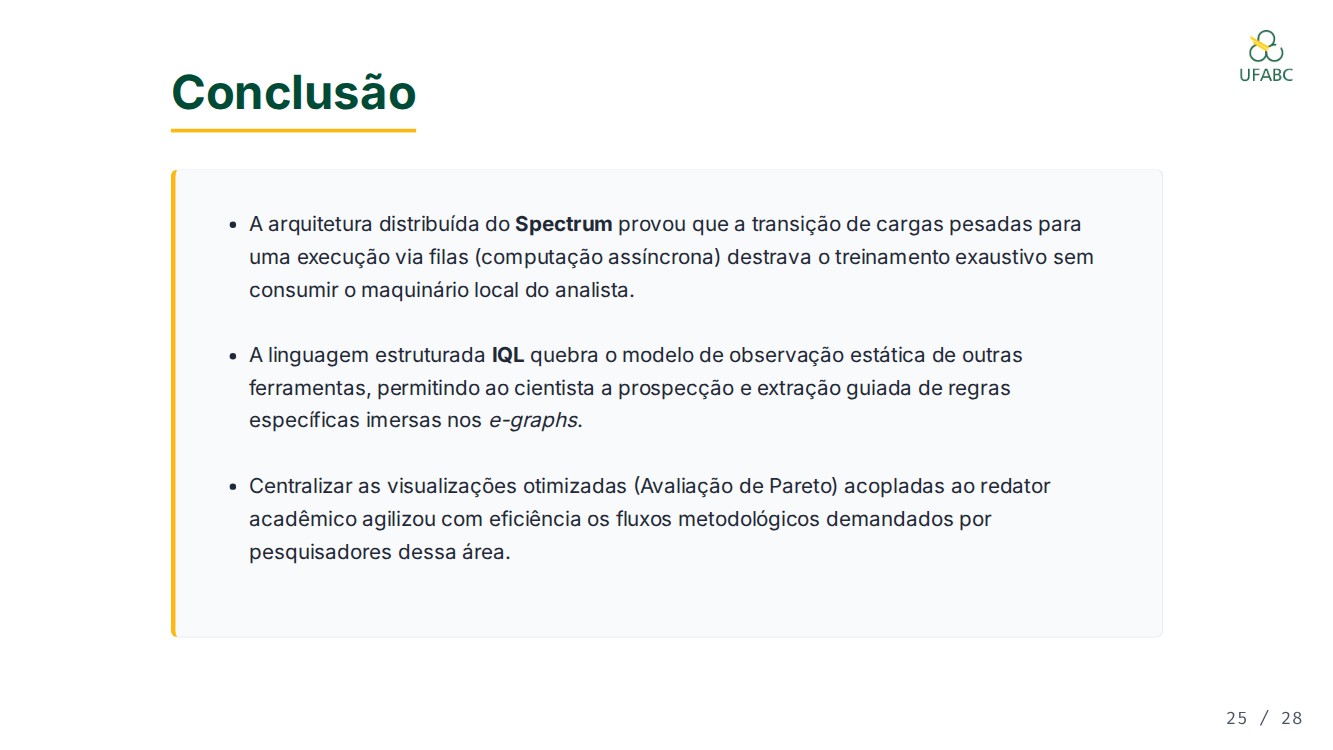 UFABC
Conclusão
• A arquitetura distribuída do Spectrum provou que a transição de cargas pesadas para
uma execução via filas (computação assíncrona) destrava o treinamento exaustivo sem
consumir o maquinário local do analista.
• A linguagem estruturada IQL quebra o modelo de observação estática de outras
ferramentas, permitindo ao cientista a prospecção e extração guiada de regras
específicas imersas nos e-graphs.
• Centralizar as visualizações otimizadas (Avaliação de Pareto) acopladas ao redator
acadêmico agilizou com eficiência os fluxos metodológicos demandados por
pesquisadores dessa área.
25 / 28